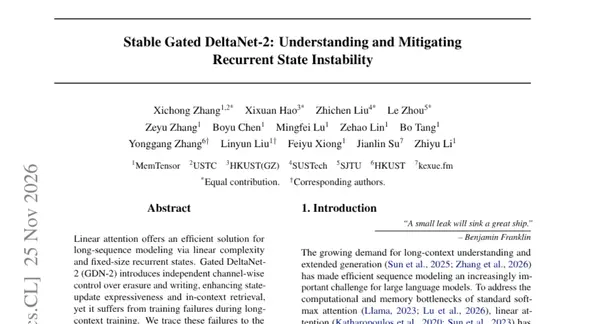 Stable Gated DeltaNet-2: Understanding and Mitigating
Recurrent State Instability
Xichong Zhang1,2* Xixuan Hao3* Zhichen Liu4* Le Zhou5*
Zeyu Zhang1 Boyu Chen1 Mingfei Lu1 Zehao Lin1 Bo Tang1
Yonggang Zhang6† Linyun Liu1† Feiyu Xiong1 Jianlin Su7 Zhiyu Li1
1MemTensor 2USTC 3HKUST(GZ) 4SUSTech 5SJTU 6HKUST 7kexue.fm
*Equal contribution. †Corresponding authors.
s.CL] 25 Nov 2026
Abstract
Linear attention offers an efficient solution for
long-sequence modeling via linear complexity
and fixed-size recurrent states. Gated DeltaNet-
2 (GDN-2) introduces independent channel-wise
control over erasure and writing, enhancing state-
update expressiveness and in-context retrieval,
yet it suffers from training failures during long-
context training. We trace these failures to the
1. Introduction
“A small leak will sink a great ship.”
– Benjamin Franklin
The growing demand for long-context understanding and
extended generation (Sun et al., 2025; Zhang et al., 2026)
has made efficient sequence modeling an increasingly im-
portant challenge for large language models. To address the
computational and memory bottlenecks of standard soft-
max attention (Llama, 2023; Lu et al., 2026), linear at-
tention (Katharopoulos et al., 2020; Sun et al., 2023) has